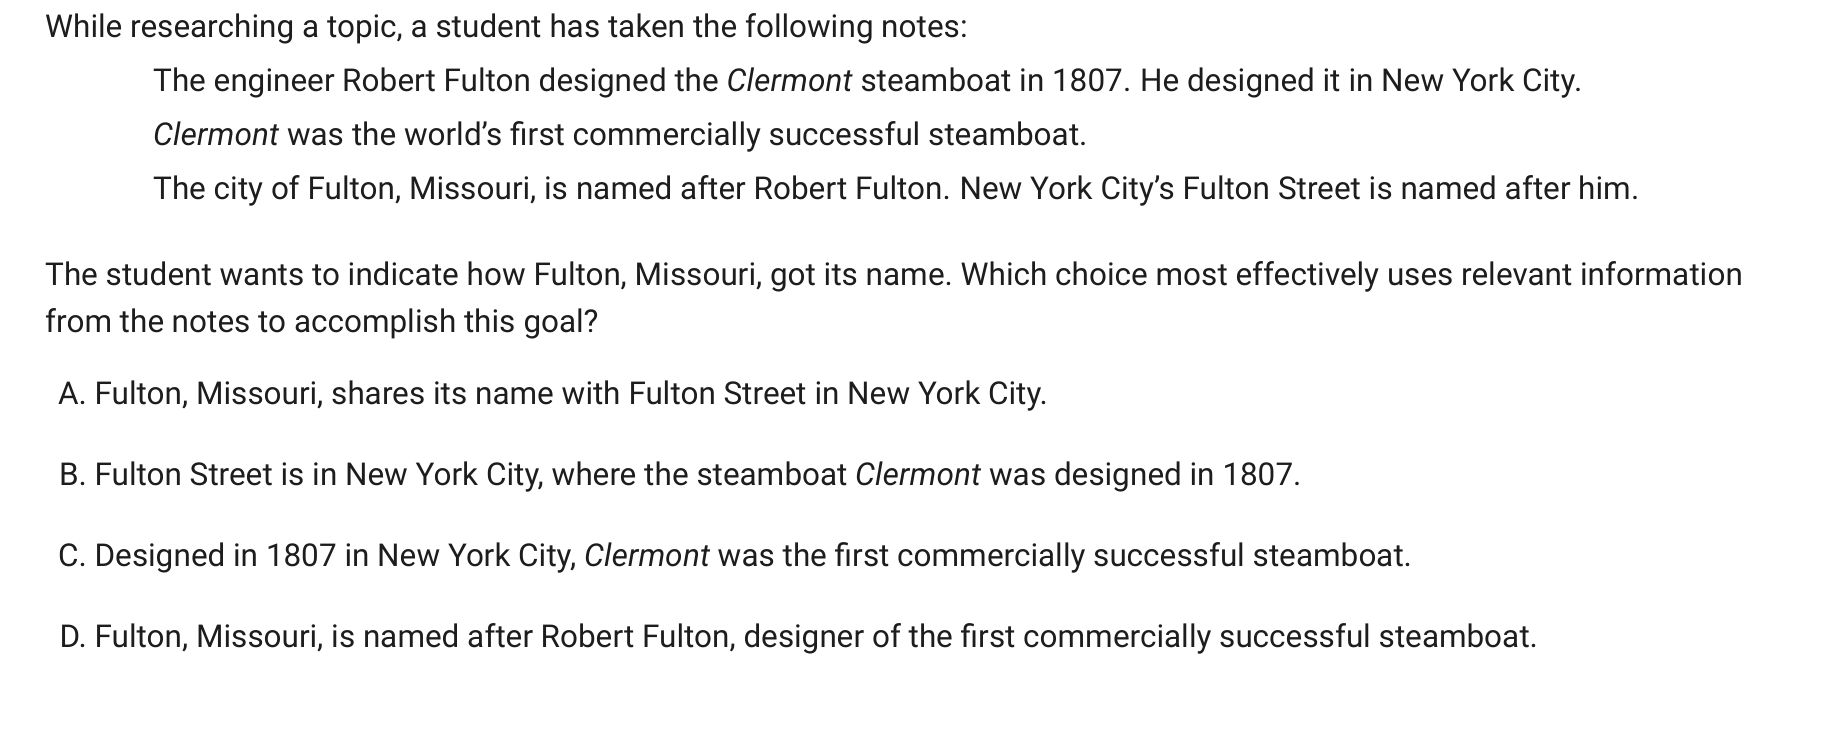 While researching a topic, a student has taken the following notes:
The engineer Robert Fulton designed the Clermont steamboat in 1807. He designed it in New York City.
Clermont was the world’s first commercially successful steamboat.
The city of Fulton, Missouri, is named after Robert Fulton. New York City’s Fulton Street is named after him.
The student wants to indicate how Fulton, Missouri, got its name. Which choice most effectively uses relevant information
from the notes to accomplish this goal?
A. Fulton, Missouri, shares its name with Fulton Street in New York City.
B. Fulton Street is in New York City, where the steamboat Clermont was designed in 1807.
C. Designed in 1807 in New York City, Clermont was the first commercially successful steamboat.
D. Fulton, Missouri, is named after Robert Fulton, designer of the first commercially successful steamboat.